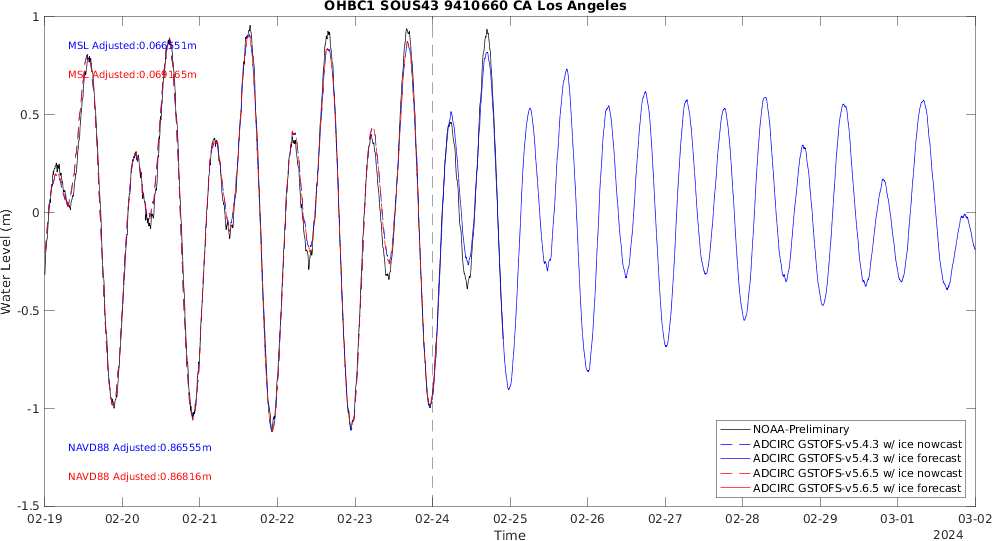 OHBC1 SOUS43 9410660 CA Los Angeles
MSL Adjusted:0.066551m
MSL Adjusted:0.069165m
NAVD88 Adjusted:0.86555m
NAVD88 Adjusted:0.86816m
Water Level (m)
1
0.5
0
-0.5
-1
-1.5
NOAA-Preliminary
ADCIRC GSTOFS-v5.4.3 w/ ice nowcast
ADCIRC GSTOFS-v5.4.3 w/ ice forecast
ADCIRC GSTOFS-v5.6.5 w/ ice nowcast
ADCIRC GSTOFS-v5.6.5 w/ ice forecast
02-19 02-20 02-21 02-22 02-23 02-24 02-25 02-26 02-27 02-28 02-29 03-01 03-02
Time
2024